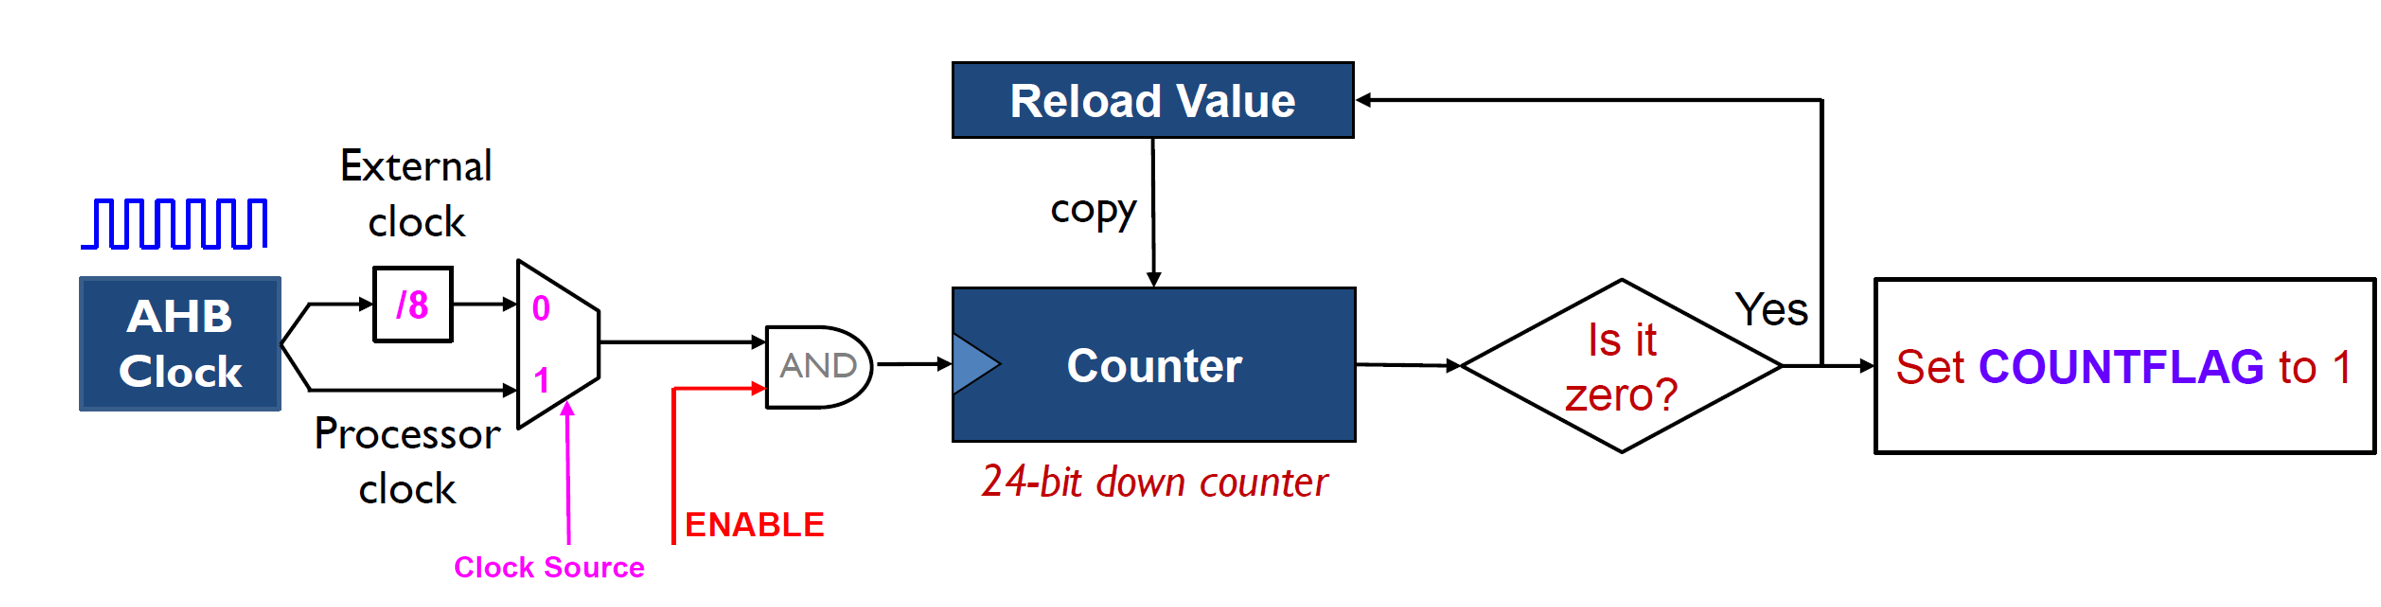 Reload Value
External
clock
copy
AHB
Clock
/8
0
1
Processor
clock
Clock Source
ENABLE
AND
Counter
24-bit down counter
Is it
zero?
Yes
Set COUNTFLAG to 1